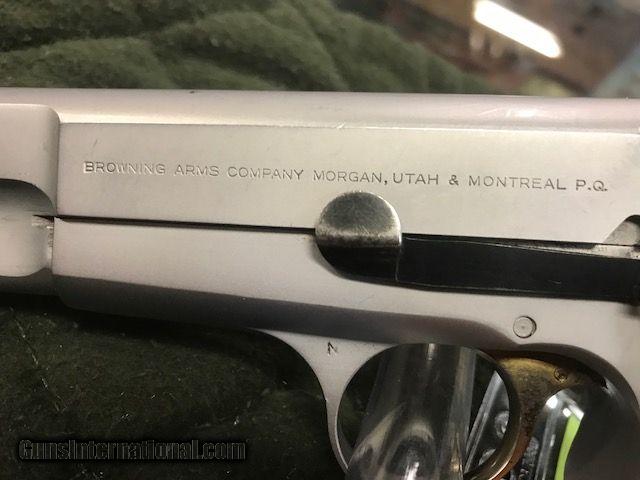 BROWNING ARMS COMPANY MORGAN, UTAH & MONTREAL P.Q.
N
GunsInternational.com